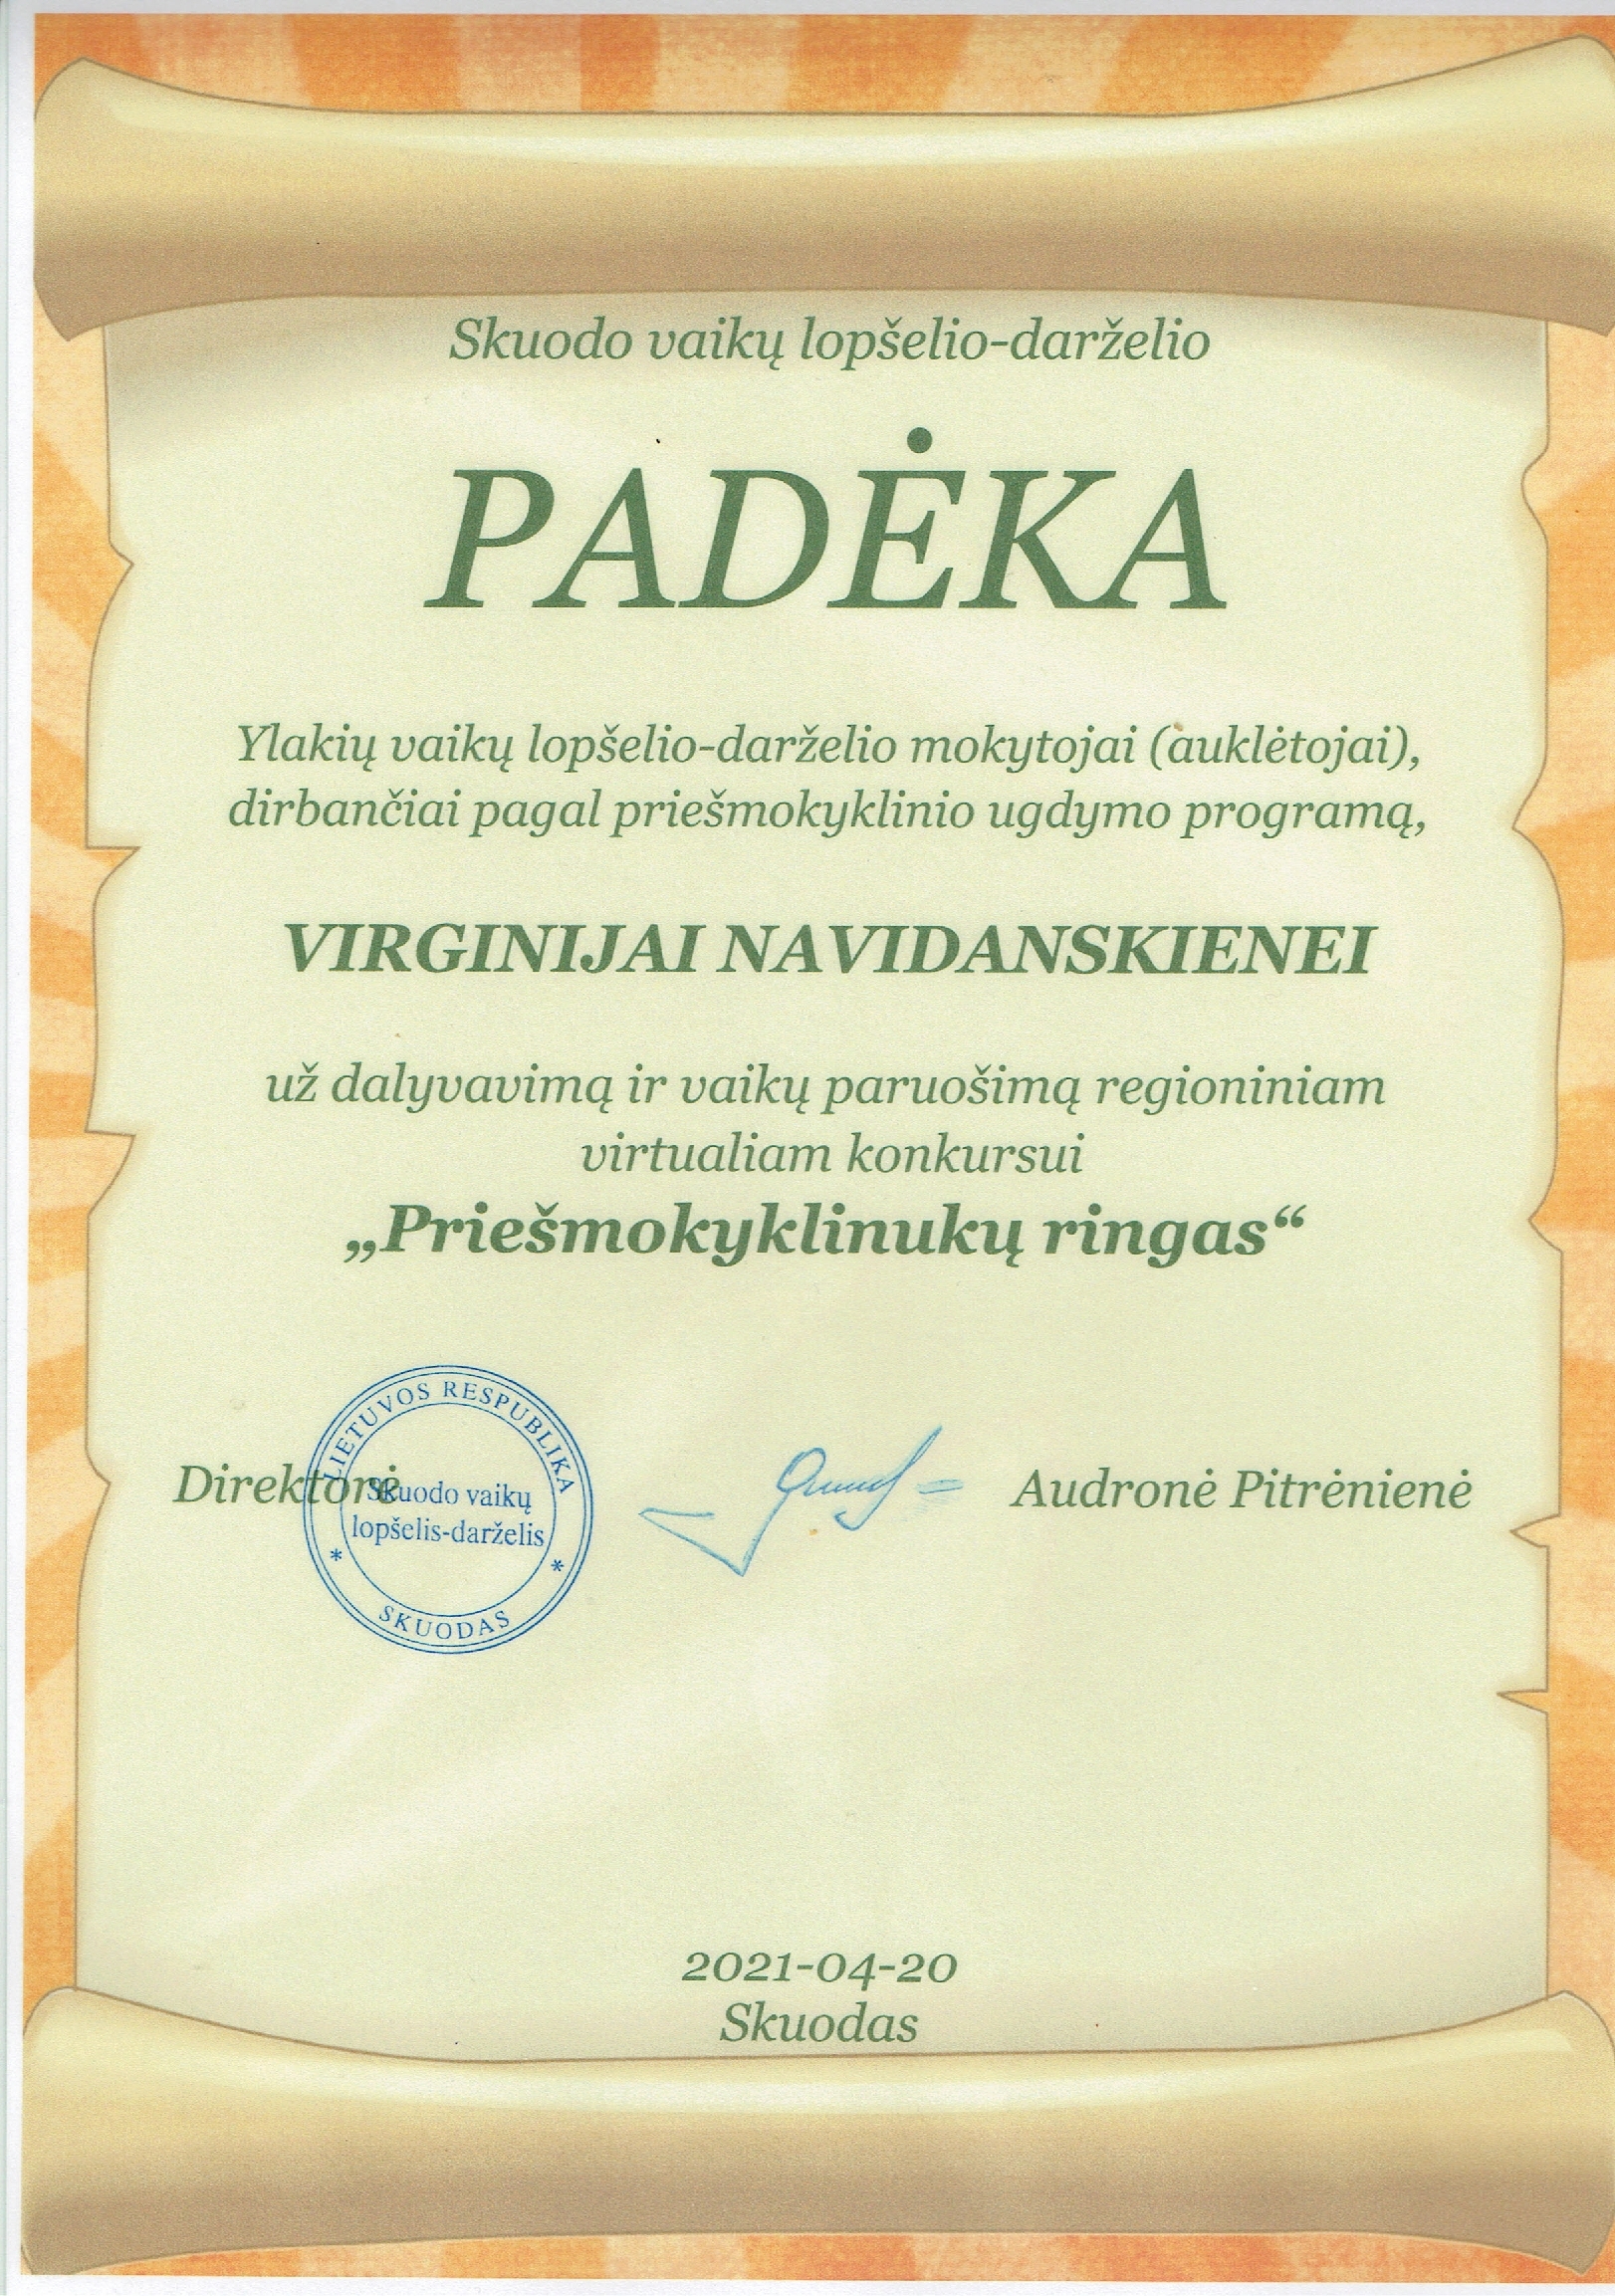 Skuodo vaikų lopšelio-darželio
PADĖKA
Ylakių vaikų lopšelio-darželio mokytojai (auklėtojai),
dirbančiai pagal priešmokyklinio ugdymo programą,
VIRGINIJAI NAVIDANSKIENEI
už dalyvavimą ir vaikų paruošimą regioniniam
virtualiam konkursui
„Priešmokyklinukų ringas“
Direktorė
LIETUVOS RESPUBLIKA
Skuodo vaikų
lopšelis-darželis
* SKUODAS *
Audronė Pitrėnienė
2021-04-20
Skuodas